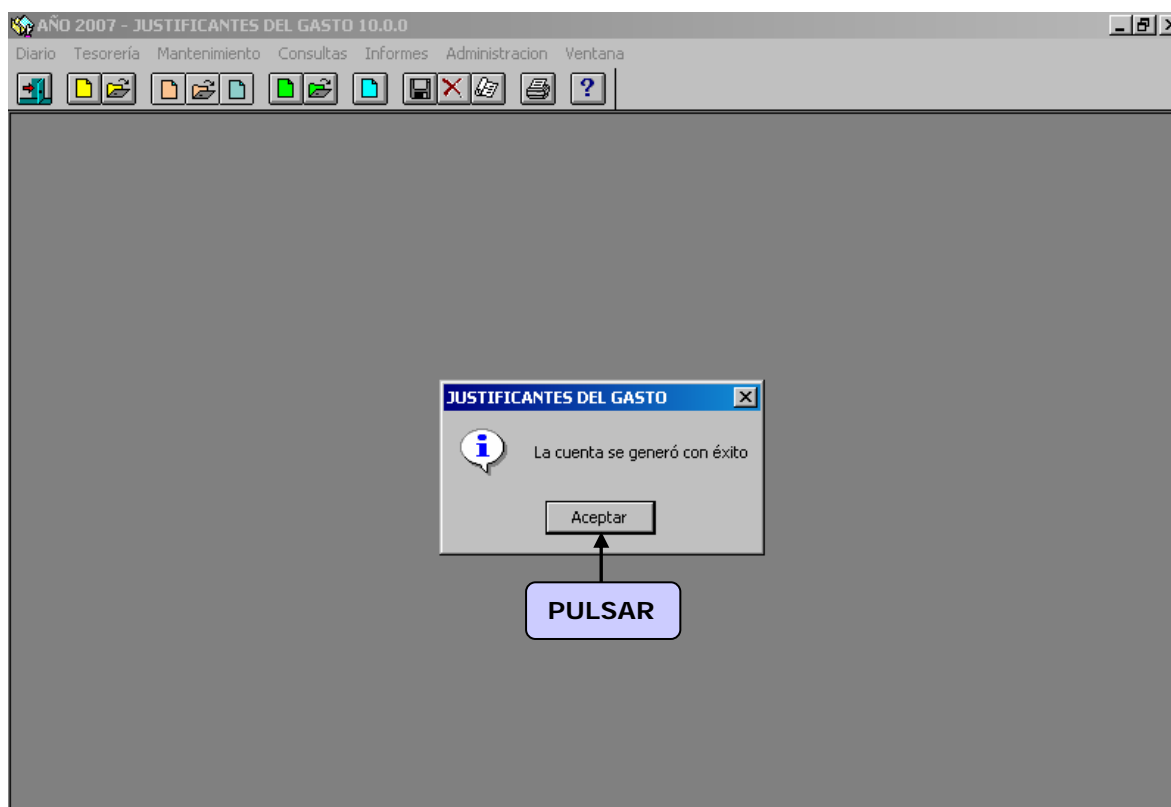 AÑO 2007 - JUSTIFICANTES DEL GASTO 10.0.0
Diario Tesorería Mantenimiento Consultas Informes Administracion Ventana
?
JUSTIFICANTES DEL GASTO
La cuenta se generó con éxito
Aceptar
PULSAR